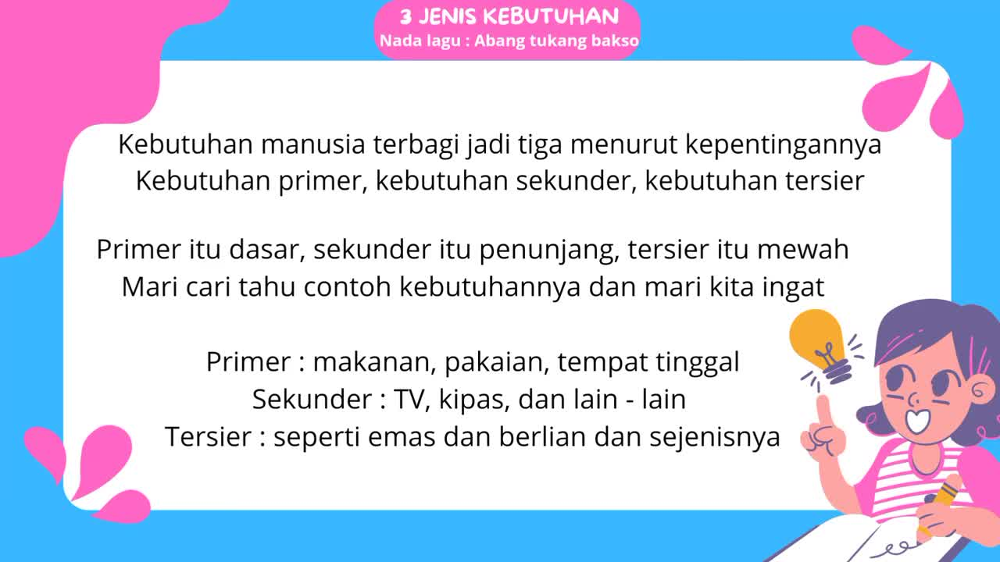 3 JENIS KEBUTUHAN
Nada lagu : Abang tukang bakso
Kebutuhan manusia terbagi jadi tiga menurut kepentingannya
Kebutuhan primer, kebutuhan sekunder, kebutuhan tersier
Primer itu dasar, sekunder itu penunjang, tersier itu mewah
Mari cari tahu contoh kebutuhannya dan mari kita ingat
Primer : makanan, pakaian, tempat tinggal
Sekunder : TV, kipas, dan lain - lain
Tersier : seperti emas dan berlian dan sejenisnya